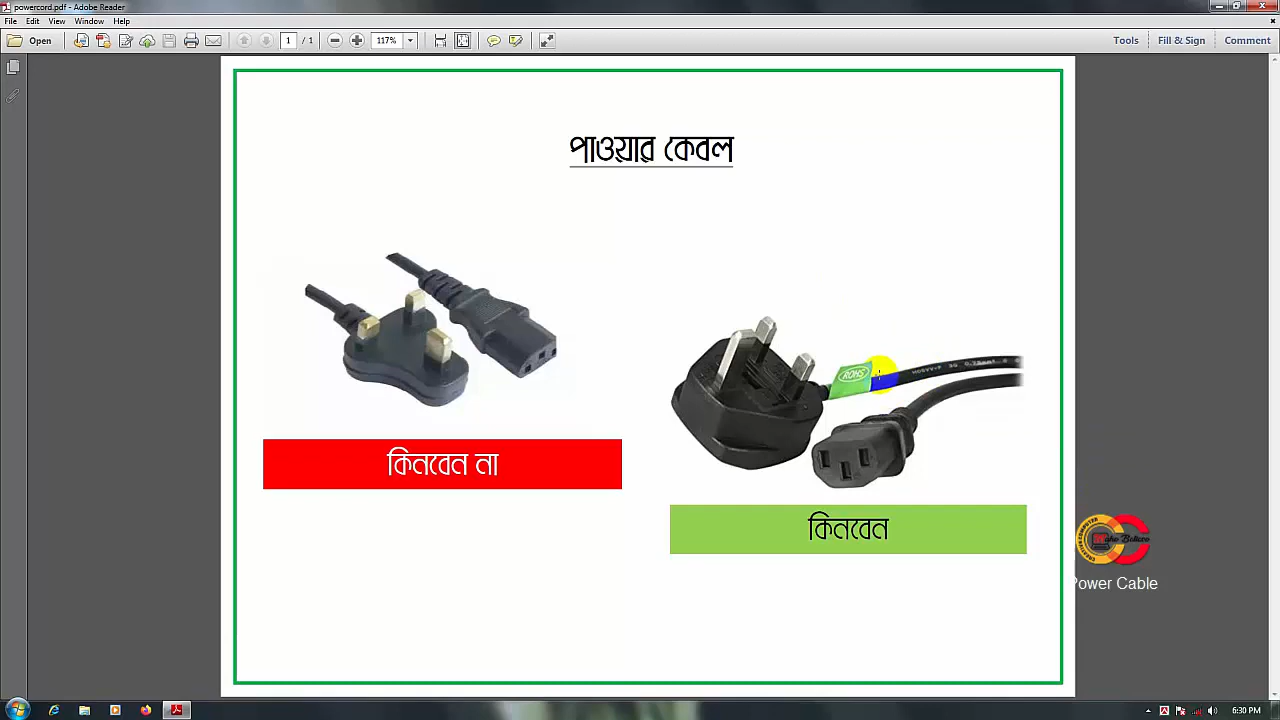 powercord.pdf - Adobe Reader
File Edit View Window Help
Open 1 / 1 117% Tools Fill & Sign Comment
পাওয়ার কেবল
ROHS
কিনবেন না
কিনবেন
Power Cable
6:30 PM